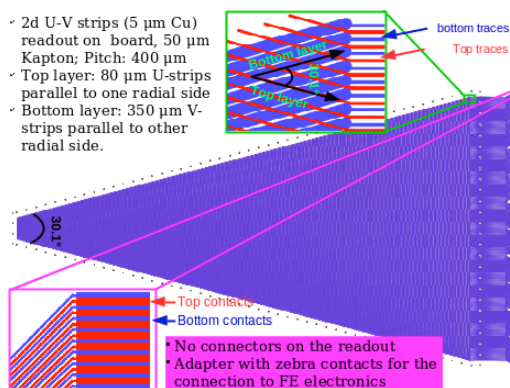 ✓ 2d U-V strips (5 μm Cu)
readout on board, 50 μm
Kapton; Pitch: 400 μm
✓ Top layer: 80 μm U-strips
parallel to one radial side
✓ Bottom layer: 350 μm V-
strips parallel to other
radial side.
Bottom layer
Top layer
bottom traces
Top traces
30.1°
Top contacts
Bottom contacts
• No connectors on the readout
• Adapter with zebra contacts for the
connection to FE electronics